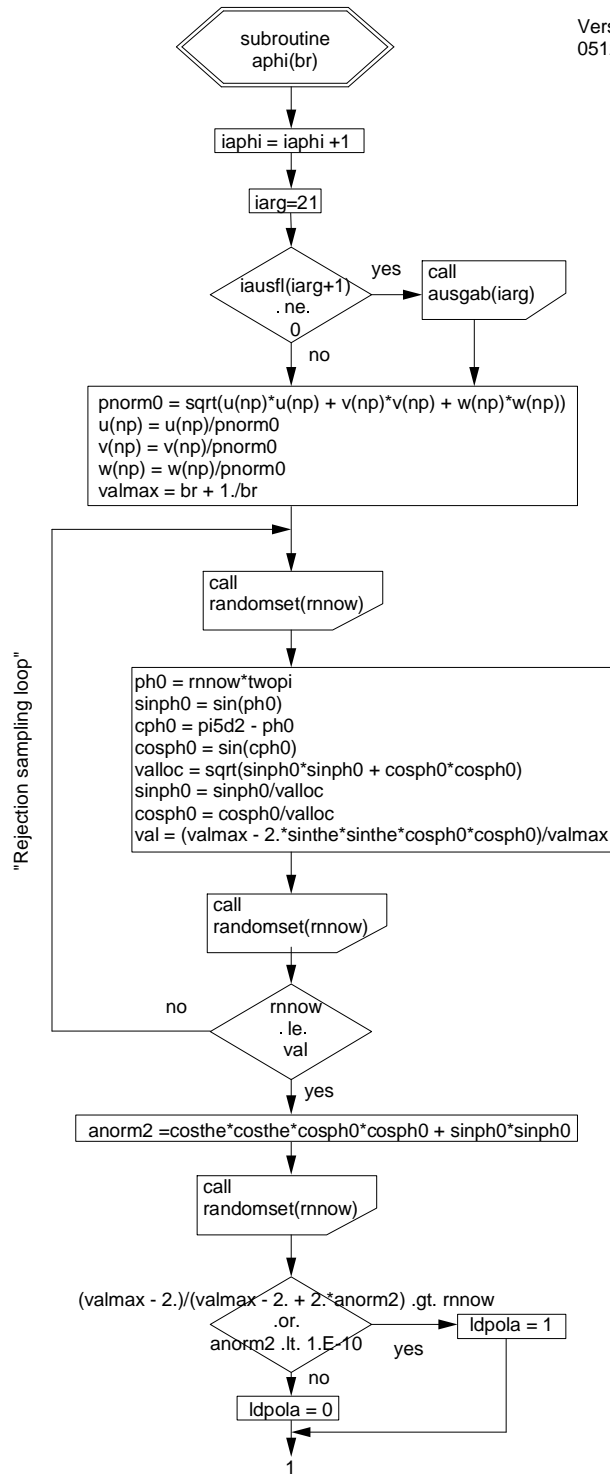 subroutine
aphi(br)
Vers
051
iaphi = iaphi +1
iarg=21
iausfl(iarg+1)
. ne.
0
yes
call
ausgab(iarg)
no
pnorm0 = sqrt(u(np)*u(np) + v(np)*v(np) + w(np)*w(np))
u(np) = u(np)/pnorm0
v(np) = v(np)/pnorm0
w(np) = w(np)/pnorm0
valmax = br + 1./br
call
randomset(rnnow)
"Rejection sampling loop"
ph0 = rnnow*twopi
sinph0 = sin(ph0)
cph0 = pi5d2 - ph0
cosph0 = sin(cph0)
valloc = sqrt(sinph0*sinph0 + cosph0*cosph0)
sinph0 = sinph0/valloc
cosph0 = cosph0/valloc
val = (valmax - 2.*sinthe*sinthe*cosph0*cosph0)/valmax
call
randomset(rnnow)
no
rnnow
. le.
val
yes
anorm2 =costhe*costhe*cosph0*cosph0 + sinph0*sinph0
call
randomset(rnnow)
(valmax - 2.)/(valmax - 2. + 2.*anorm2) .gt. rnnow
.or.
anorm2 .lt. 1.E-10
yes
ldpola = 1
no
ldpola = 0
1